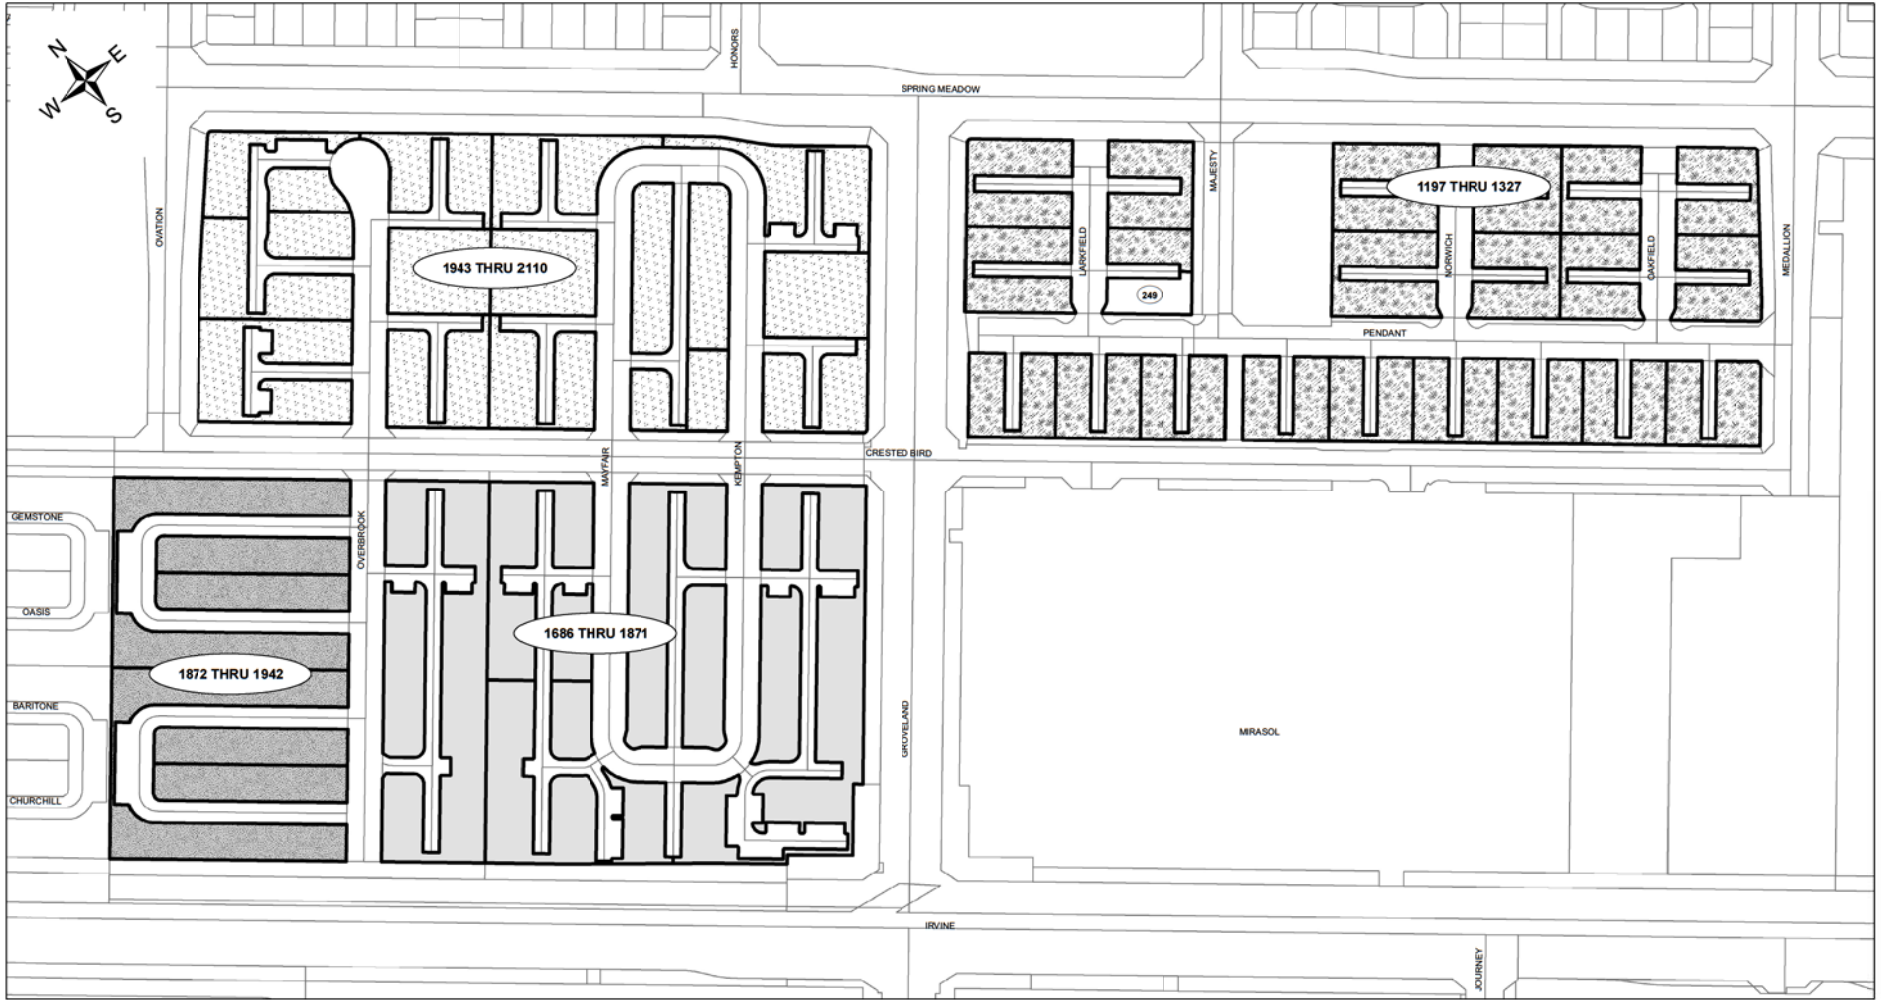 N
E
W
S
HONORS
SPRING MEADOW
OVATION
MAJESTY
1197 THRU 1327
LARKFIELD
NORWICH
OAKFIELD
MEDALLION
1943 THRU 2110
249
PENDANT
MAYFAIR
KEMPTON
CRESTED BIRD
GEMSTONE
OVERBROOK
OASIS
1686 THRU 1871
1872 THRU 1942
BARITONE
GROVELAND
MIRASOL
CHURCHILL
IRVINE
JOURNEY